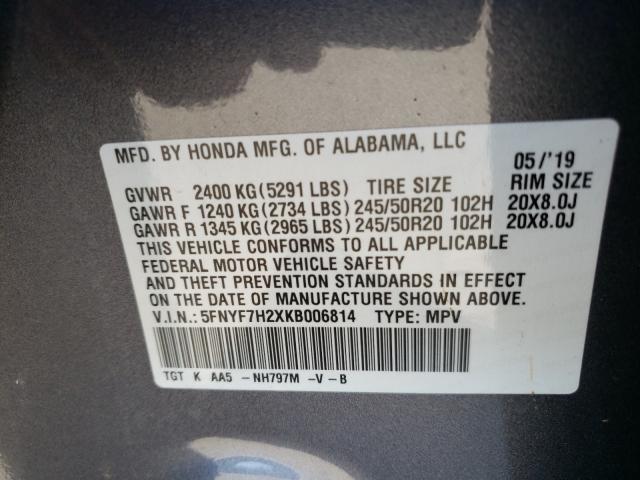 MFD. BY HONDA MFG. OF ALABAMA, LLC
05/'19
GVWR 2400 KG(5291 LBS) TIRE SIZE RIM SIZE
GAWR F 1240 KG(2734 LBS)245/50R20 102H 20X8.0J
GAWR R 1345 KG(2965 LBS)245/50R20 102H 20X8.0J
THIS VEHICLE CONFORMS TO ALL APPLICABLE
FEDERAL MOTOR VEHICLE SAFETY
AND THEFT PREVENTION STANDARDS IN EFFECT
ON THE DATE OF MANUFACTURE SHOWN ABOVE.
V.I.N.: 5FNYF7H2XKB006814 TYPE: MPV
TGT K AA5 -NH797M -V-B